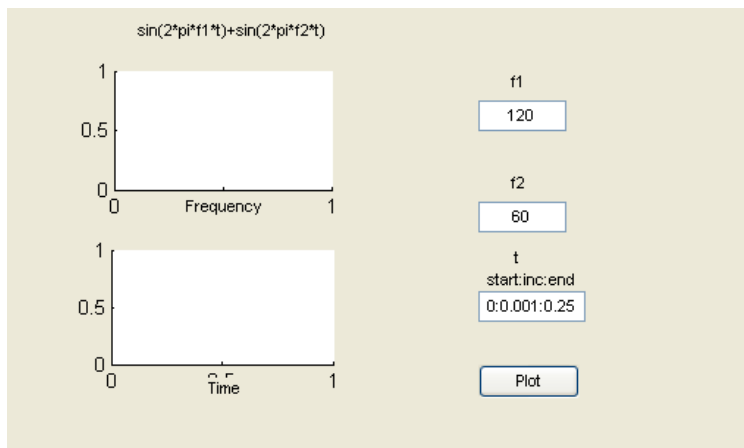 sin(2*pi*f1*t)+sin(2*pi*f2*t)
1
0.5
0
0
Frequency
1
1
0.5
0
0
Time
1
f1
120
f2
60
t
start:inc:end
0:0.001:0.25
Plot